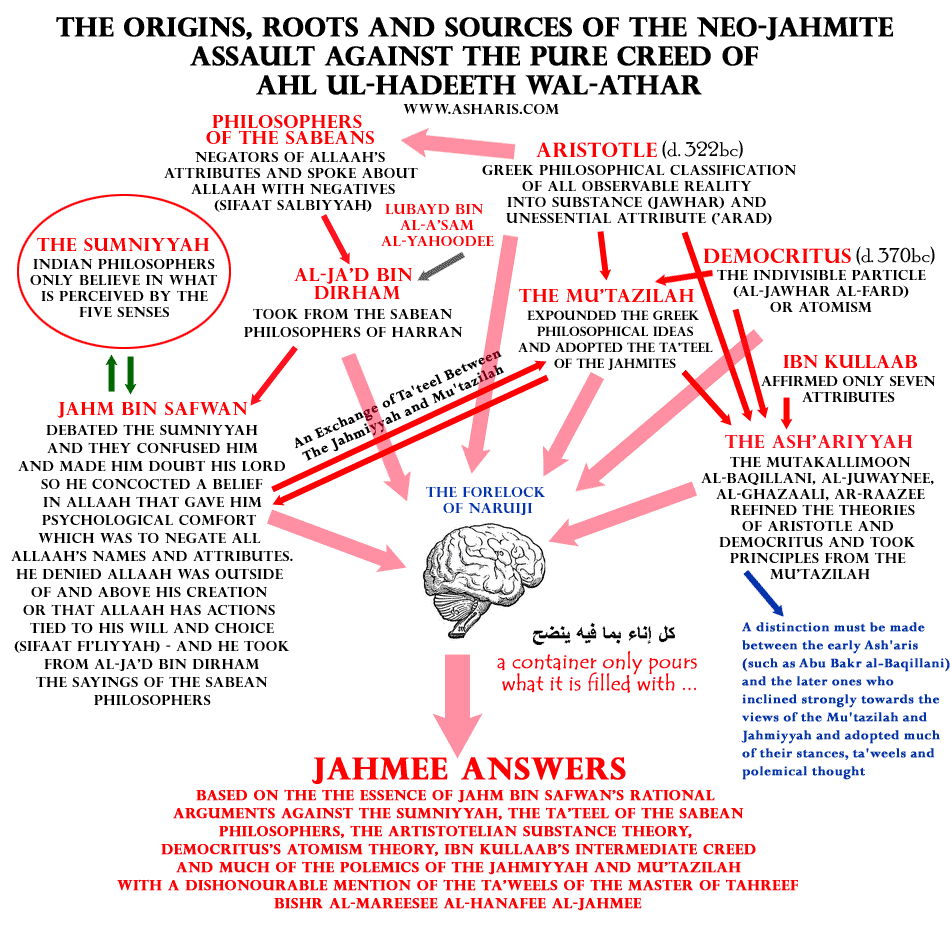 THE ORIGINS, ROOTS AND SOURCES OF THE NEO-JAHMITE
ASSAULT AGAINST THE PURE CREED OF
AHL UL-HADEETH WAL-ATHAR
WWW.ASHARIS.COM
PHILOSOPHERS
OF THE SABEANS
NEGATORS OF ALLAAH'S
ATTRIBUTES AND SPOKE ABOUT
ALLAAH WITH NEGATIVES
(SIFAAT SALBIYYAH)
ARISTOTLE (d. 322bc)
GREEK PHILOSOPHICAL CLASSIFICATION
OF ALL OBSERVABLE REALITY
INTO SUBSTANCE (JAWHAR) AND
UNESSENTIAL ATTRIBUTE ('ARAD)
LUBAYD BIN
AL-A'SAM
AL-YAHOODEE
THE SUMNIYYAH
INDIAN PHILOSOPHERS
ONLY BELIEVE IN WHAT
IS PERCEIVED BY THE
FIVE SENSES
AL-JA'D BIN
DIRHAM
TOOK FROM THE SABEAN
PHILOSOPHERS OF HARRAN
THE MU'TAZILAH
EXPOUNDED THE GREEK
PHILOSOPHICAL IDEAS
AND ADOPTED THE TA'TEEL
OF THE JAHMITES
DEMOCRITUS (d. 370bc)
THE INDIVISIBLE PARTICLE
(AL-JAWHAR AL-FARD)
OR ATOMISM
IBN KULLAAB
AFFIRMED ONLY SEVEN
ATTRIBUTES
An Exchange of Ta'teel Between
The Jahmiyyah and Mu'tazilah
JAHM BIN SAFWAN
DEBATED THE SUMNIYYAH
AND THEY CONFUSED HIM
AND MADE HIM DOUBT HIS LORD
SO HE CONCOCTED A BELIEF
IN ALLAAH THAT GAVE HIM
PSYCHOLOGICAL COMFORT
WHICH WAS TO NEGATE ALL
ALLAAH'S NAMES AND ATTRIBUTES.
HE DENIED ALLAAH WAS OUTSIDE
OF AND ABOVE HIS CREATION
OR THAT ALLAAH HAS ACTIONS
TIED TO HIS WILL AND CHOICE
(SIFAAT FI'LIYYAH) - AND HE TOOK
FROM AL-JA'D BIN DIRHAM
THE SAYINGS OF THE SABEAN
PHILOSOPHERS
THE FORELOCK
OF NARUIJI
THE ASH'ARIYYAH
THE MUTAKALLIMOON
AL-BAQILLANI, AL-JUWAYNEE,
AL-GHAZAALI, AR-RAAZEE
REFINED THE THEORIES
OF ARISTOTLE AND
DEMOCRITUS AND TOOK
PRINCIPLES FROM THE
MU'TAZILAH
كل إناء بما فيه ينضح
a container only pours
what it is filled with ...
A distinction must be made
between the early Ash'aris
(such as Abu Bakr al-Baqillani)
and the later ones who
inclined strongly towards the
views of the Mu'tazilah and
Jahmiyyah and adopted much
of their stances, ta'weels and
polemical thought
JAHMEE ANSWERS
BASED ON THE THE ESSENCE OF JAHM BIN SAFWAN'S RATIONAL
ARGUMENTS AGAINST THE SUMNIYYAH, THE TA'TEEL OF THE SABEAN
PHILOSOPHERS, THE ARTISTOTELIAN SUBSTANCE THEORY,
DEMOCRITUS'S ATOMISM THEORY, IBN KULLAAB'S INTERMEDIATE CREED
AND MUCH OF THE POLEMICS OF THE JAHMIYYAH AND MU'TAZILAH
WITH A DISHONOURABLE MENTION OF THE TA'WEELS OF THE MASTER OF TAHREEF
BISHR AL-MAREESEE AL-HANAFEE AL-JAHMEE